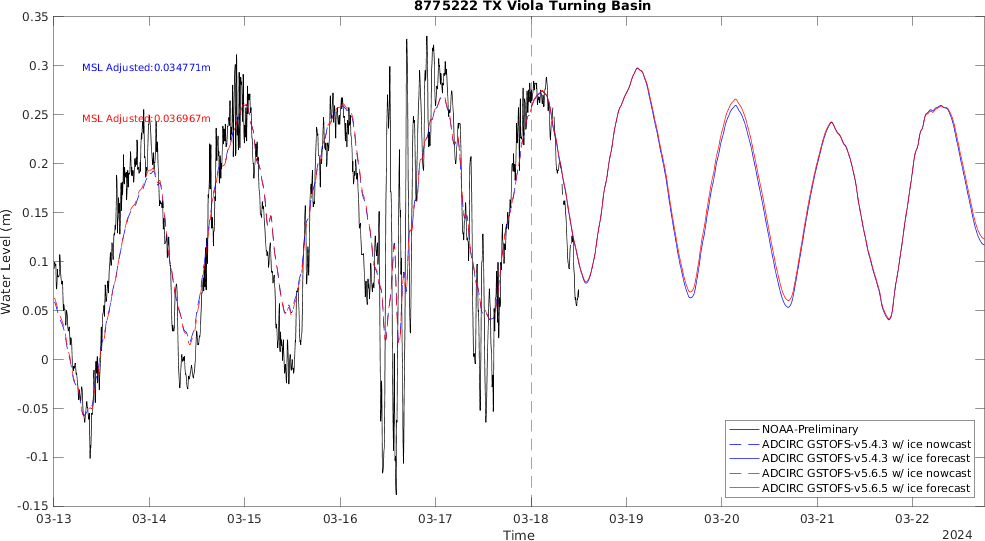 8775222 TX Viola Turning Basin
0.35
0.3
0.25
0.2
0.15
0.1
0.05
0
-0.05
-0.1
-0.15
Water Level (m)
MSL Adjusted:0.034771m
MSL Adjusted:0.036967m
NOAA-Preliminary
ADCIRC GSTOFS-v5.4.3 w/ ice nowcast
ADCIRC GSTOFS-v5.4.3 w/ ice forecast
ADCIRC GSTOFS-v5.6.5 w/ ice nowcast
ADCIRC GSTOFS-v5.6.5 w/ ice forecast
03-13 03-14 03-15 03-16 03-17 03-18 03-19 03-20 03-21 03-22
Time
2024